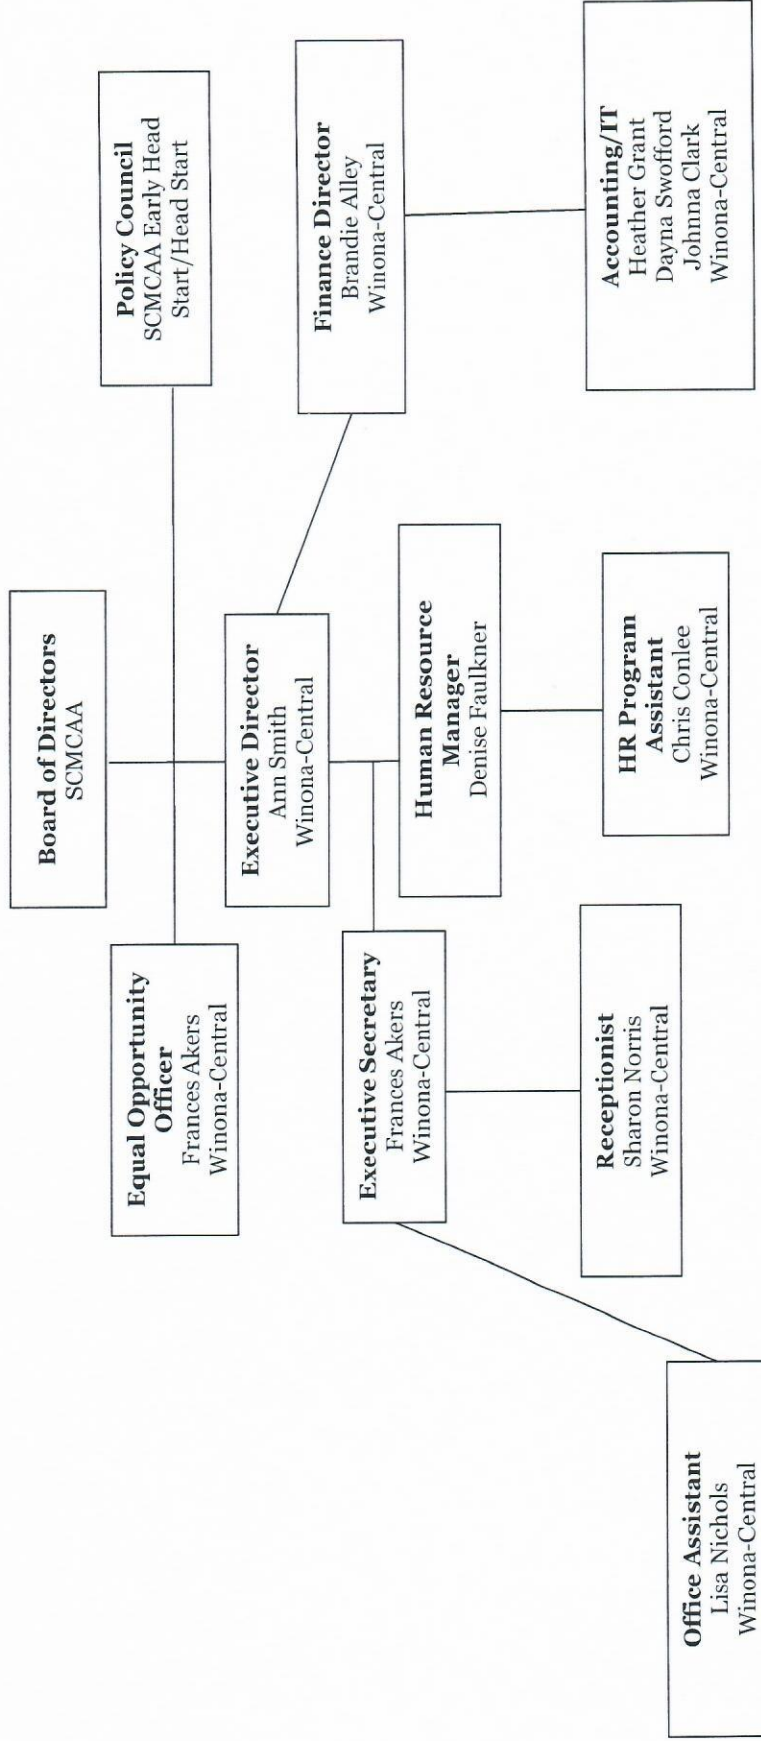 Board of Directors
SCMCAA
Equal Opportunity
Officer
Frances Akers
Winona-Central
Policy Council
SCMCAA Early Head
Start/Head Start
Executive Director
Ann Smith
Winona-Central
Finance Director
Brandie Alley
Winona-Central
Executive Secretary
Frances Akers
Winona-Central
Human Resource
Manager
Denise Faulkner
Office Assistant
Lisa Nichols
Winona-Central
Receptionist
Sharon Norris
Winona-Central
HR Program
Assistant
Chris Conlee
Winona-Central
Accounting/IT
Heather Grant
Dayna Swofford
Johnna Clark
Winona-Central